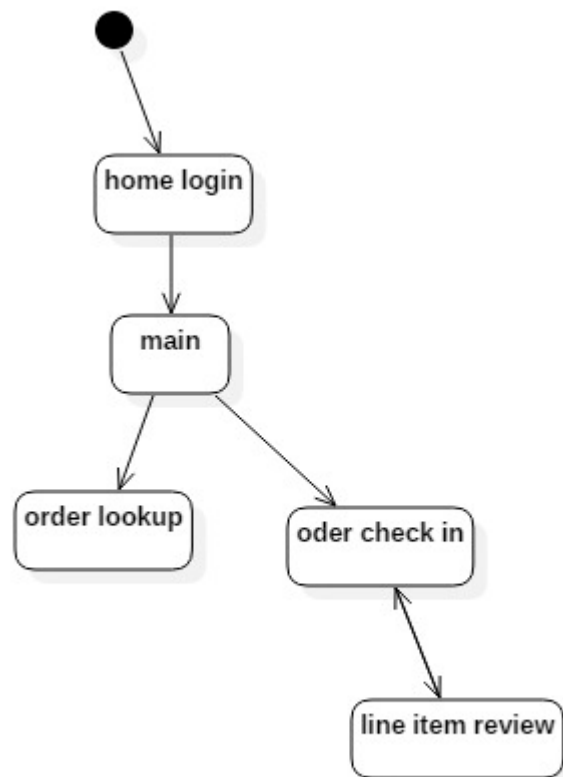 home login
main
order lookup
oder check in
line item review